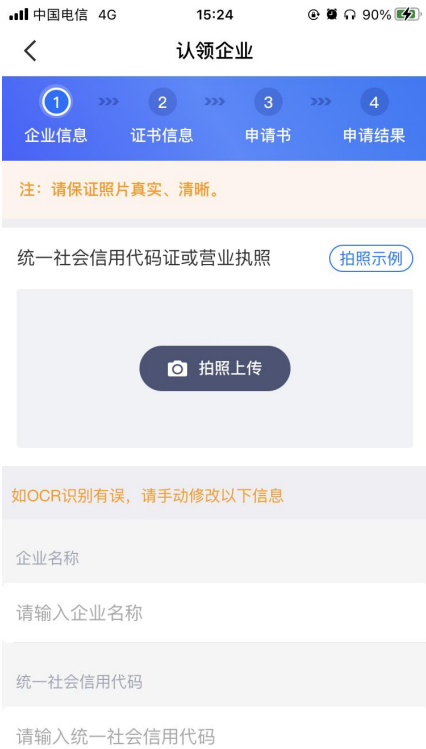 中国电信 4G 15:24 90%
认领企业
1 >>> 2 >>> 3 >>> 4
企业信息 证书信息 申请书 申请结果
注：请保证照片真实、清晰。
统一社会信用代码证或营业执照 拍照示例
拍照上传
如OCR识别有误，请手动修改以下信息
企业名称
请输入企业名称
统一社会信用代码
请输入统一社会信用代码